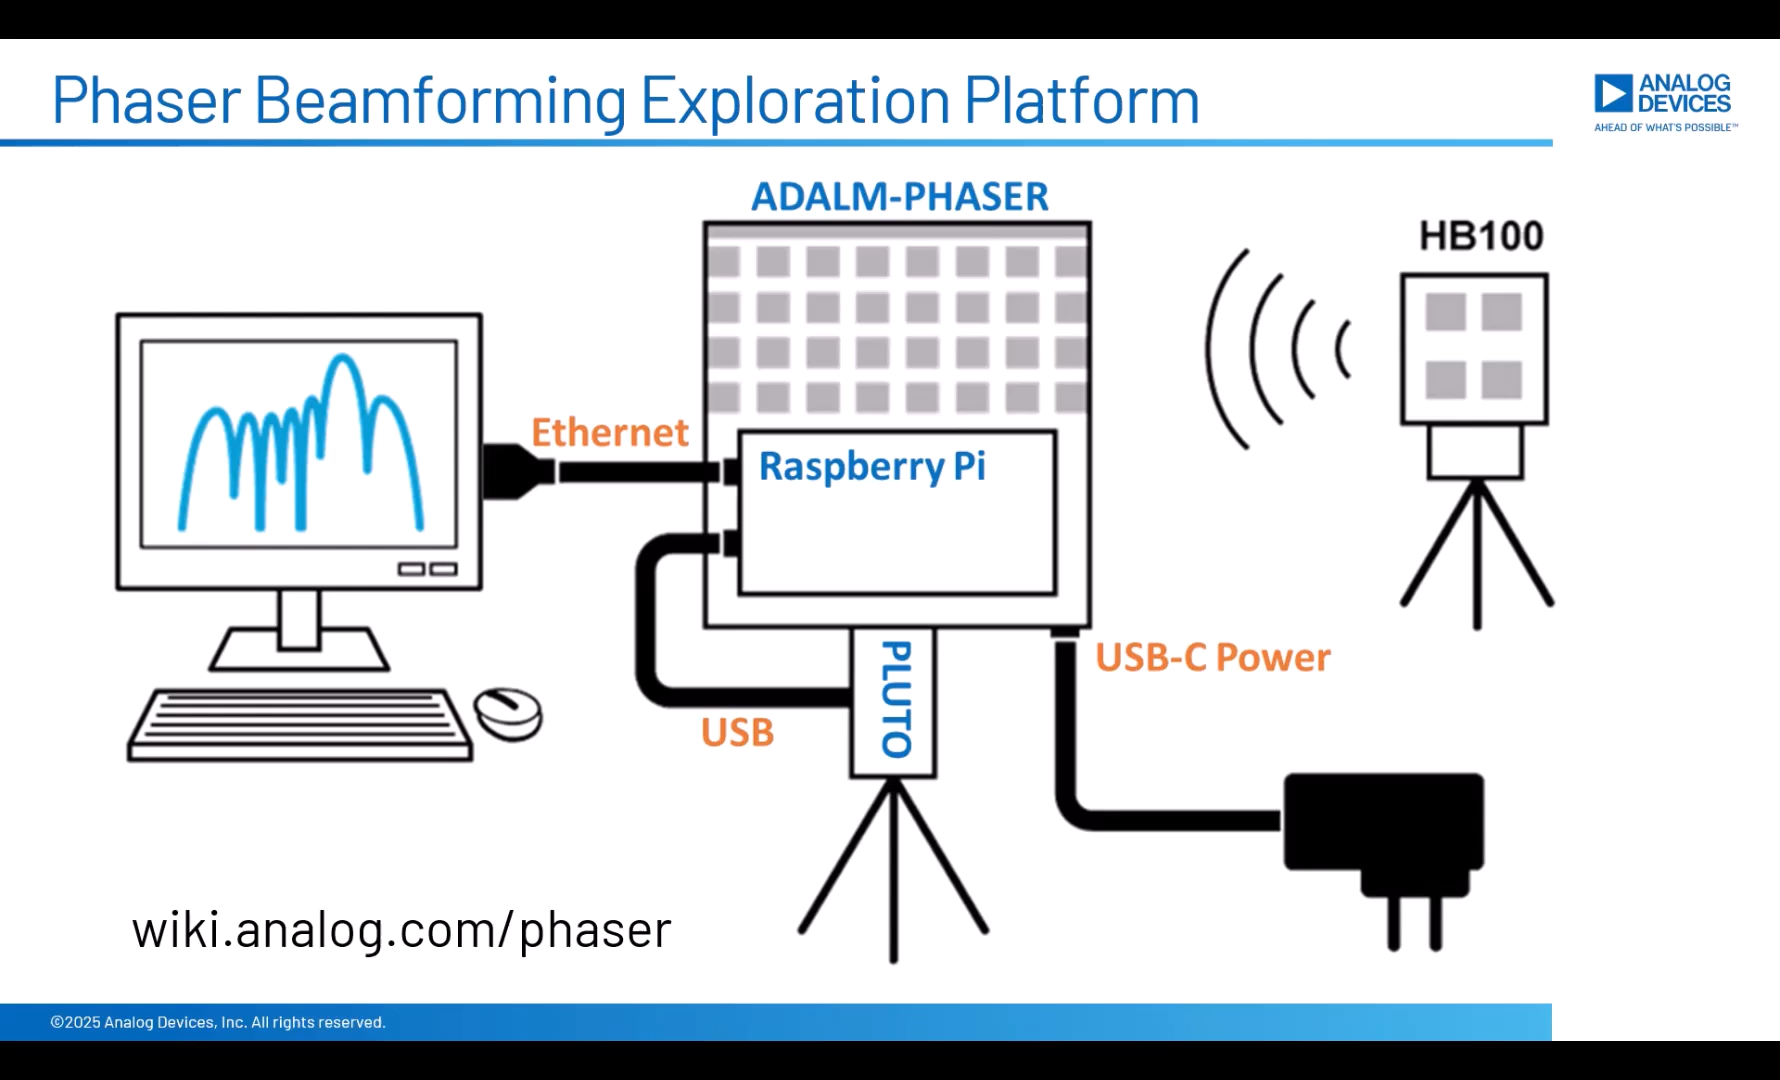 Phaser Beamforming Exploration Platform
ANALOG
DEVICES
AHEAD OF WHAT'S POSSIBLE™
ADALM-PHASER
HB100
Ethernet
Raspberry Pi
USB-C Power
PLUTO
USB
wiki.analog.com/phaser
©2025 Analog Devices, Inc. All rights reserved.